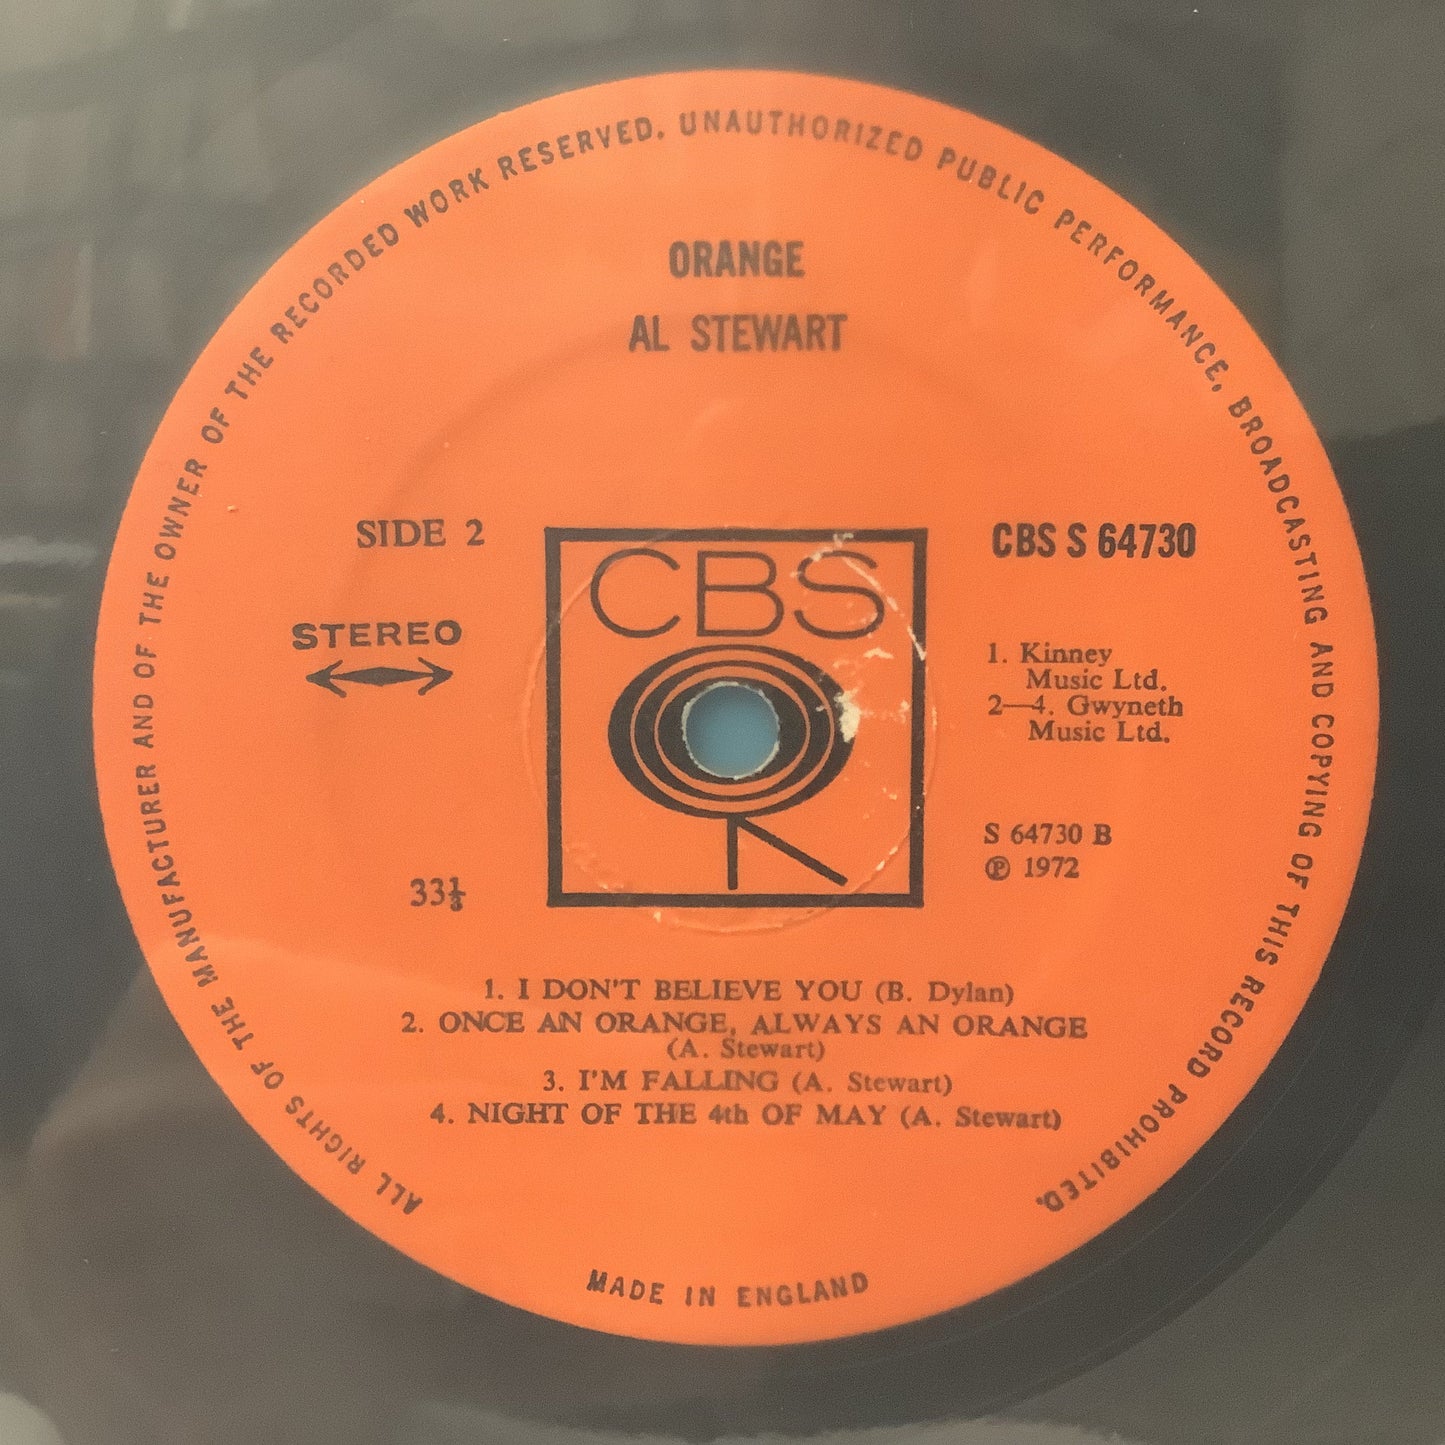 ALL RIGHTS OF THE MANUFACTURER AND OF THE OWNER OF THE RECORDED WORK RESERVED. UNAUTHORIZED PUBLIC PERFORMANCE, BROADCASTING AND COPYING OF THIS RECORD PROHIBITED.
ORANGE
AL STEWART
SIDE 2
STEREO
33⅓
CBS
CBS S 64730
1. Kinney
Music Ltd.
2—4. Gwyneth
Music Ltd.
S 64730 B
℗ 1972
1. I DON'T BELIEVE YOU (B. Dylan)
2. ONCE AN ORANGE, ALWAYS AN ORANGE
(A. Stewart)
3. I'M FALLING (A. Stewart)
4. NIGHT OF THE 4th OF MAY (A. Stewart)
MADE IN ENGLAND